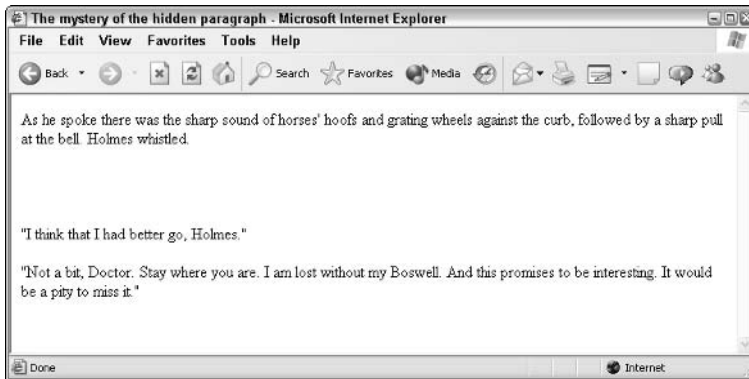 The mystery of the hidden paragraph - Microsoft Internet Explorer
File Edit View Favorites Tools Help
Back Search Favorites Media
As he spoke there was the sharp sound of horses' hoofs and grating wheels against the curb, followed by a sharp pull
at the bell. Holmes whistled.
"I think that I had better go, Holmes."
"Not a bit, Doctor. Stay where you are. I am lost without my Boswell. And this promises to be interesting. It would
be a pity to miss it."
Done Internet